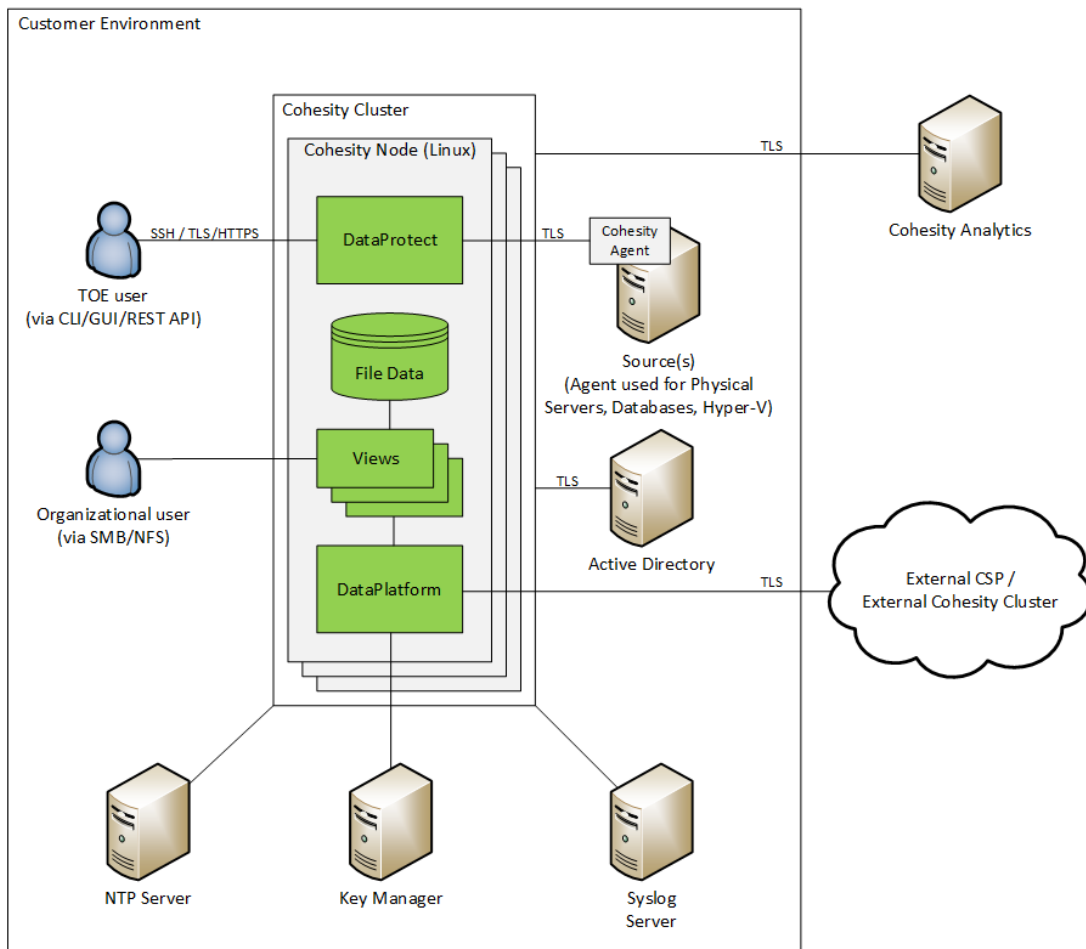 Customer Environment
Cohesity Cluster
Cohesity Node (Linux)
TLS
Cohesity Analytics
SSH / TLS/HTTPS
DataProtect
TLS
Cohesity
Agent
TOE user
(via CLI/GUI/REST API)
Source(s)
(Agent used for Physical
Servers, Databases, Hyper-V)
File Data
Views
Organizational user
(via SMB/NFS)
TLS
Active Directory
DataPlatform
TLS
External CSP /
External Cohesity Cluster
NTP Server
Key Manager
Syslog
Server